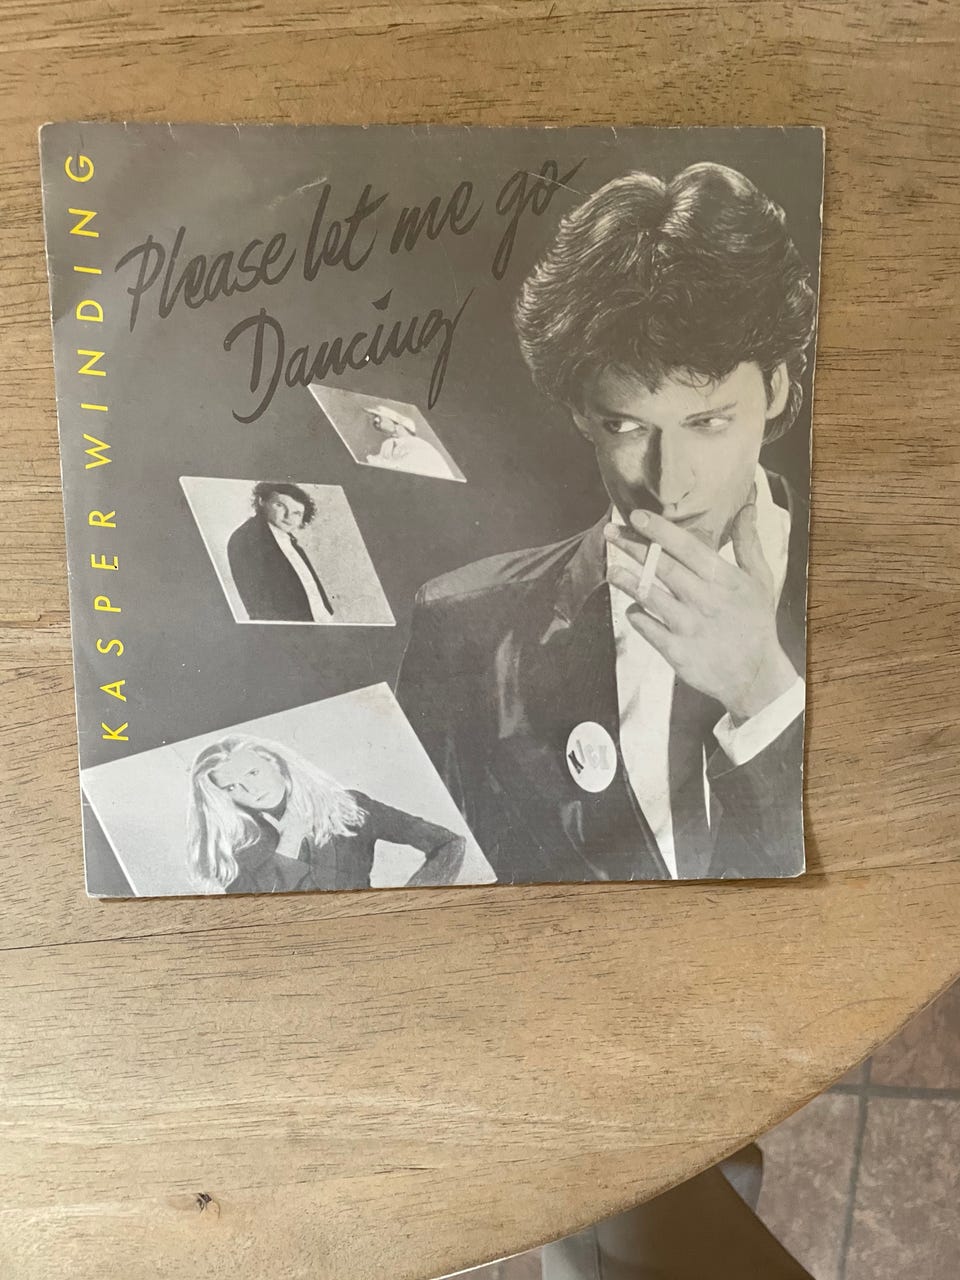 KASPER WINDING
Please let me go
Dancing